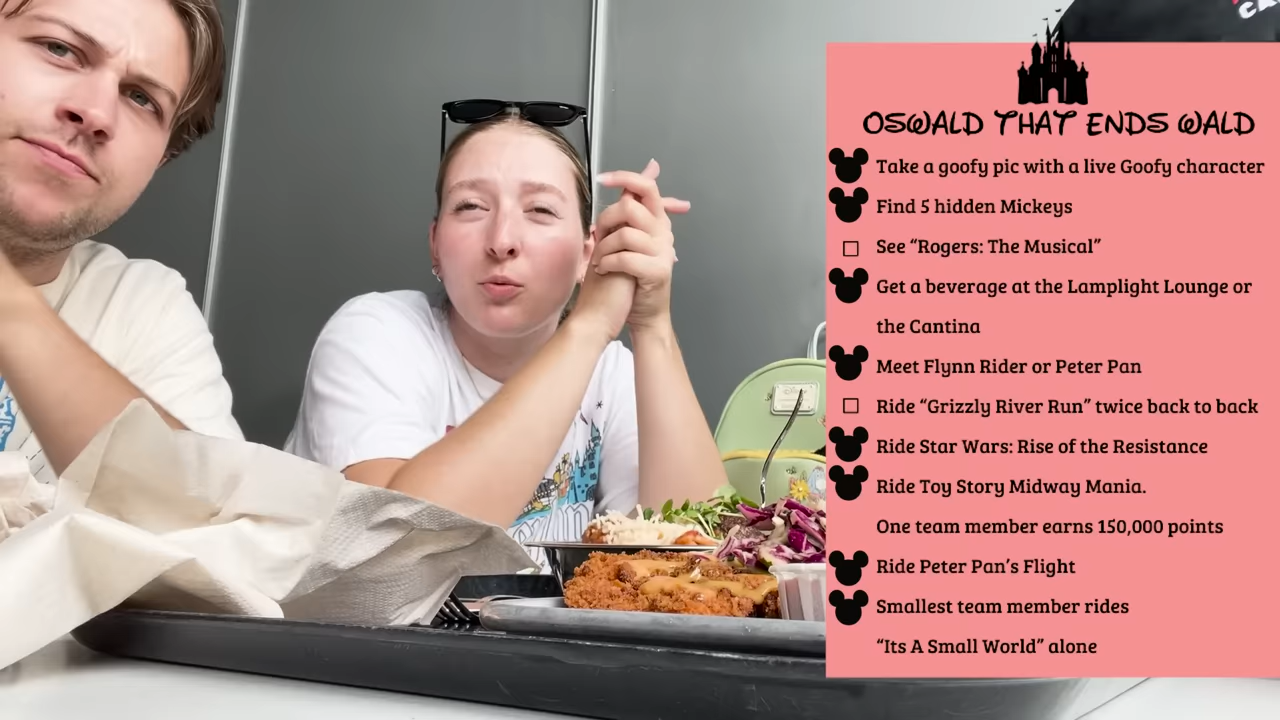 OSWALD THAT ENDS WALD
Take a goofy pic with a live Goofy character
Find 5 hidden Mickeys
See “Rogers: The Musical”
Get a beverage at the Lamplight Lounge or
the Cantina
Meet Flynn Rider or Peter Pan
Ride “Grizzly River Run” twice back to back
Ride Star Wars: Rise of the Resistance
Ride Toy Story Midway Mania.
One team member earns 150,000 points
Ride Peter Pan’s Flight
Smallest team member rides
“Its A Small World” alone